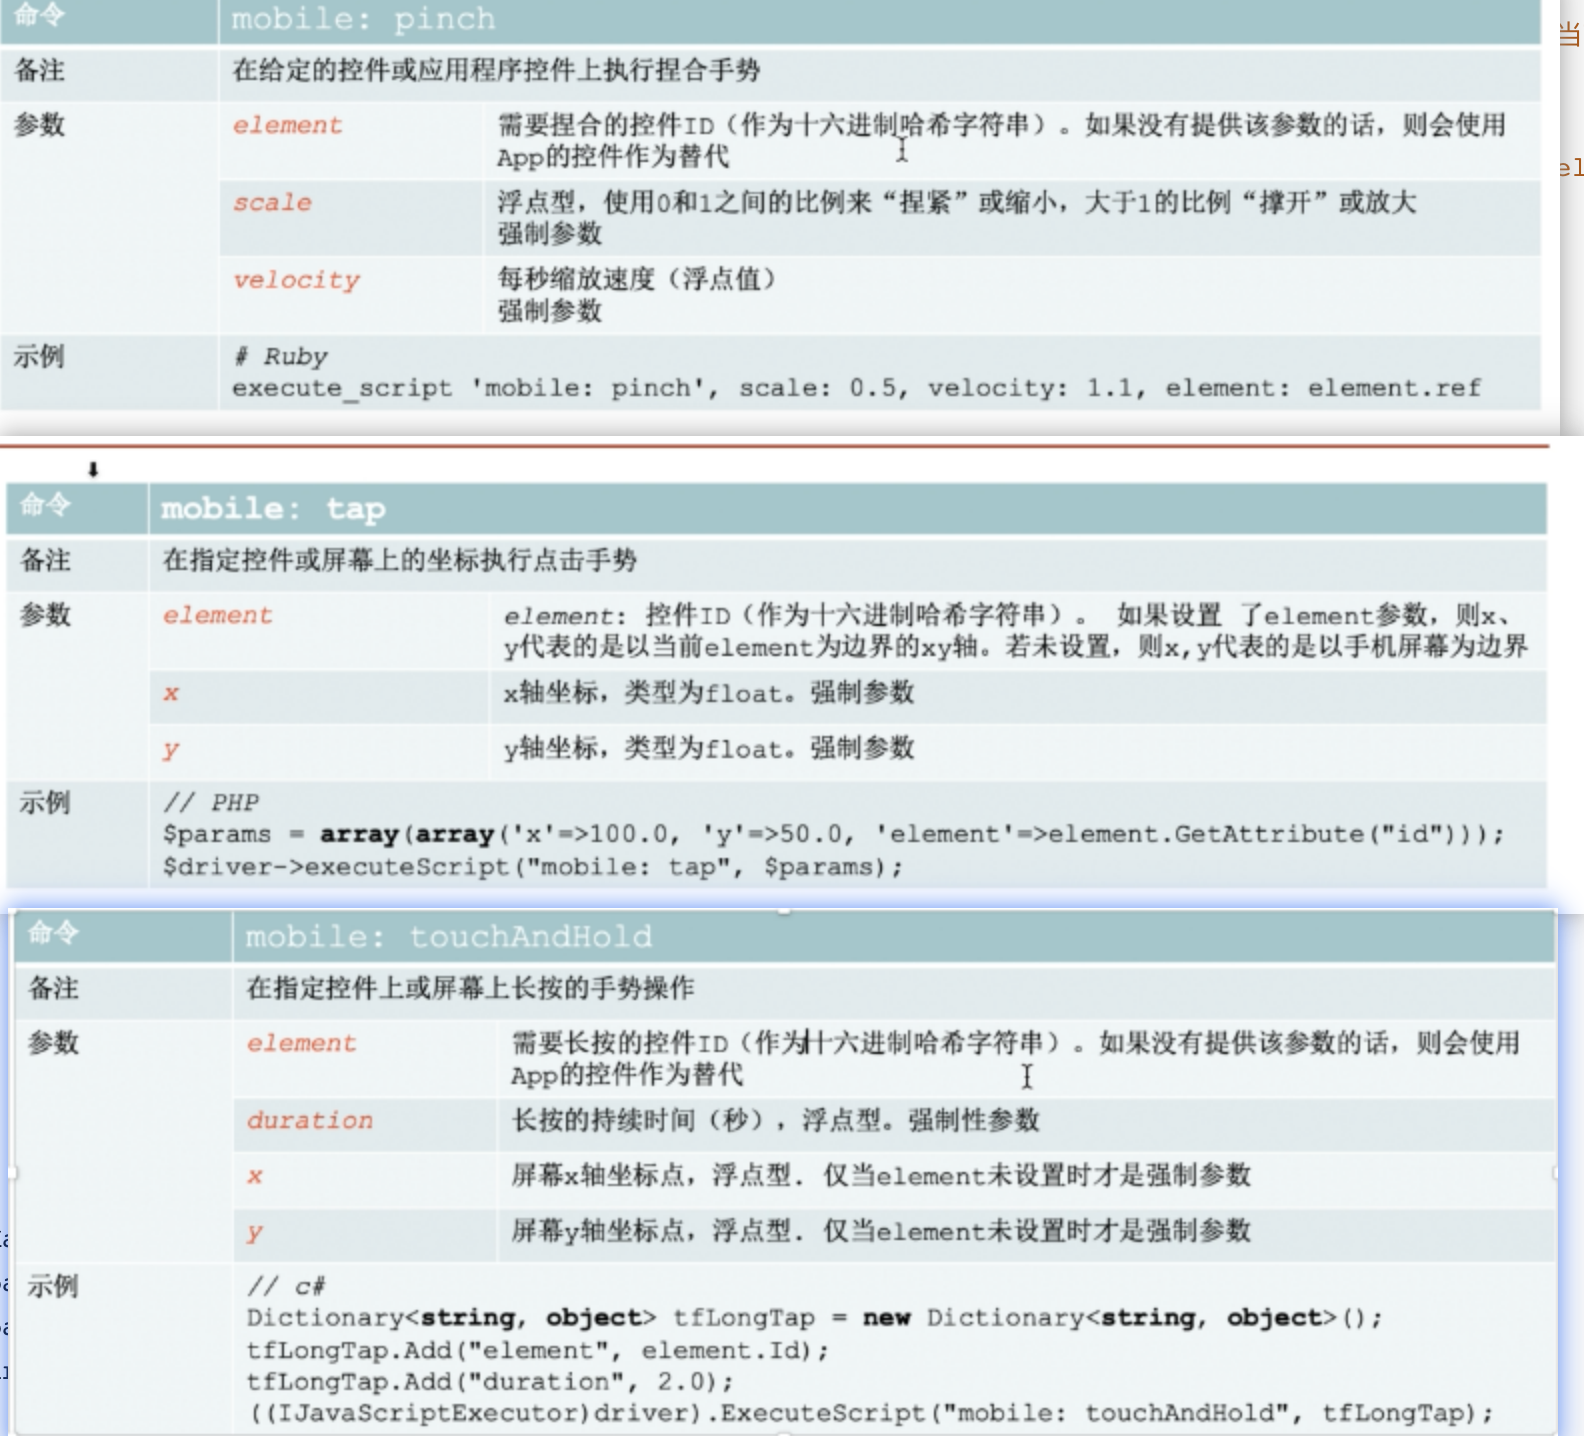 命令 mobile: pinch
当
备注 在给定的控件或应用程序控件上执行捏合手势
参数 element 需要捏合的控件ID（作为十六进制哈希字符串）。如果没有提供该参数的话，则会使用
App的控件作为替代
el
scale 浮点型，使用0和1之间的比例来“捏紧”或缩小，大于1的比例“撑开”或放大
强制参数
velocity 每秒缩放速度（浮点值）
强制参数
示例 # Ruby
execute_script 'mobile: pinch', scale: 0.5, velocity: 1.1, element: element.ref
命令 mobile: tap
备注 在指定控件或屏幕上的坐标执行点击手势
参数 element element: 控件ID（作为十六进制哈希字符串）。 如果设置 了element参数，则x、
y代表的是以当前element为边界的xy轴。若未设置，则x,y代表的是以手机屏幕为边界
x x轴坐标，类型为float。强制参数
y y轴坐标，类型为float。强制参数
示例 // PHP
$params = array(array('x'=>100.0, 'y'=>50.0, 'element'=>element.GetAttribute("id")));
$driver->executeScript("mobile: tap", $params);
命令 mobile: touchAndHold
备注 在指定控件上或屏幕上长按的手势操作
参数 element 需要长按的控件ID（作为十六进制哈希字符串）。如果没有提供该参数的话，则会使用
App的控件作为替代
duration 长按的持续时间（秒），浮点型。强制性参数
x 屏幕x轴坐标点，浮点型. 仅当element未设置时才是强制参数
y 屏幕y轴坐标点，浮点型. 仅当element未设置时才是强制参数
示例 // c#
Dictionary<string, object> tfLongTap = new Dictionary<string, object>();
tfLongTap.Add("element", element.Id);
tfLongTap.Add("duration", 2.0);
((IJavaScriptExecutor)driver).ExecuteScript("mobile: touchAndHold", tfLongTap);